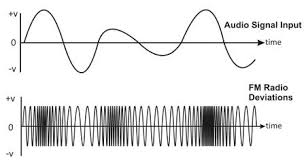 +v
Audio Signal Input
0
time
-v
FM Radio
Deviations
+v
0
time
-v